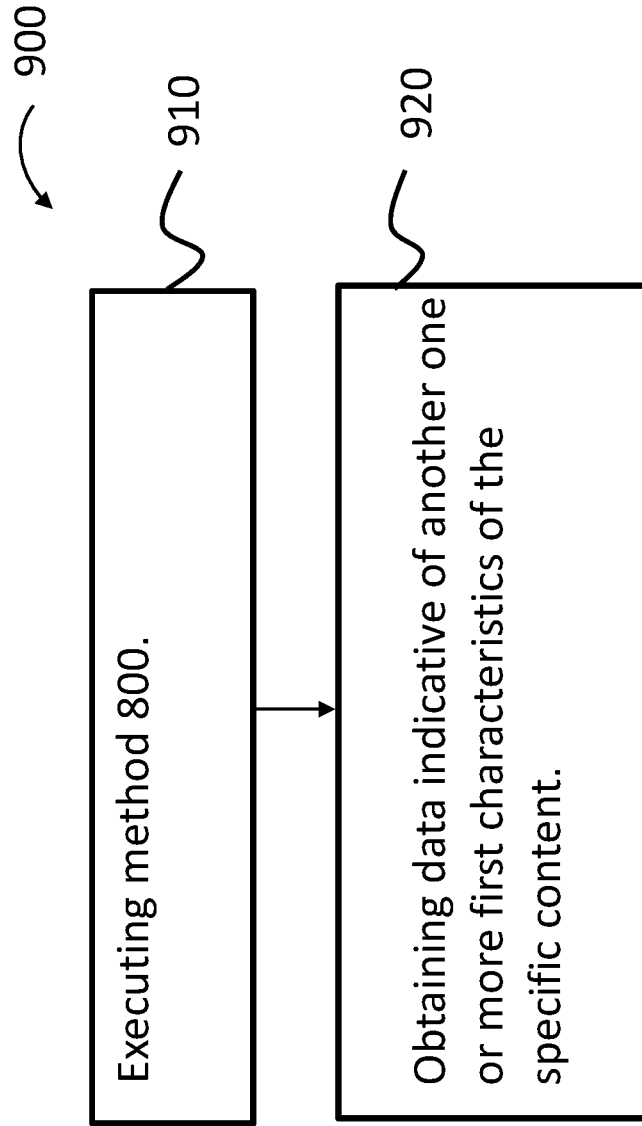 900
910
Executing method 800.
920
Obtaining data indicative of another one
or more first characteristics of the
specific content.